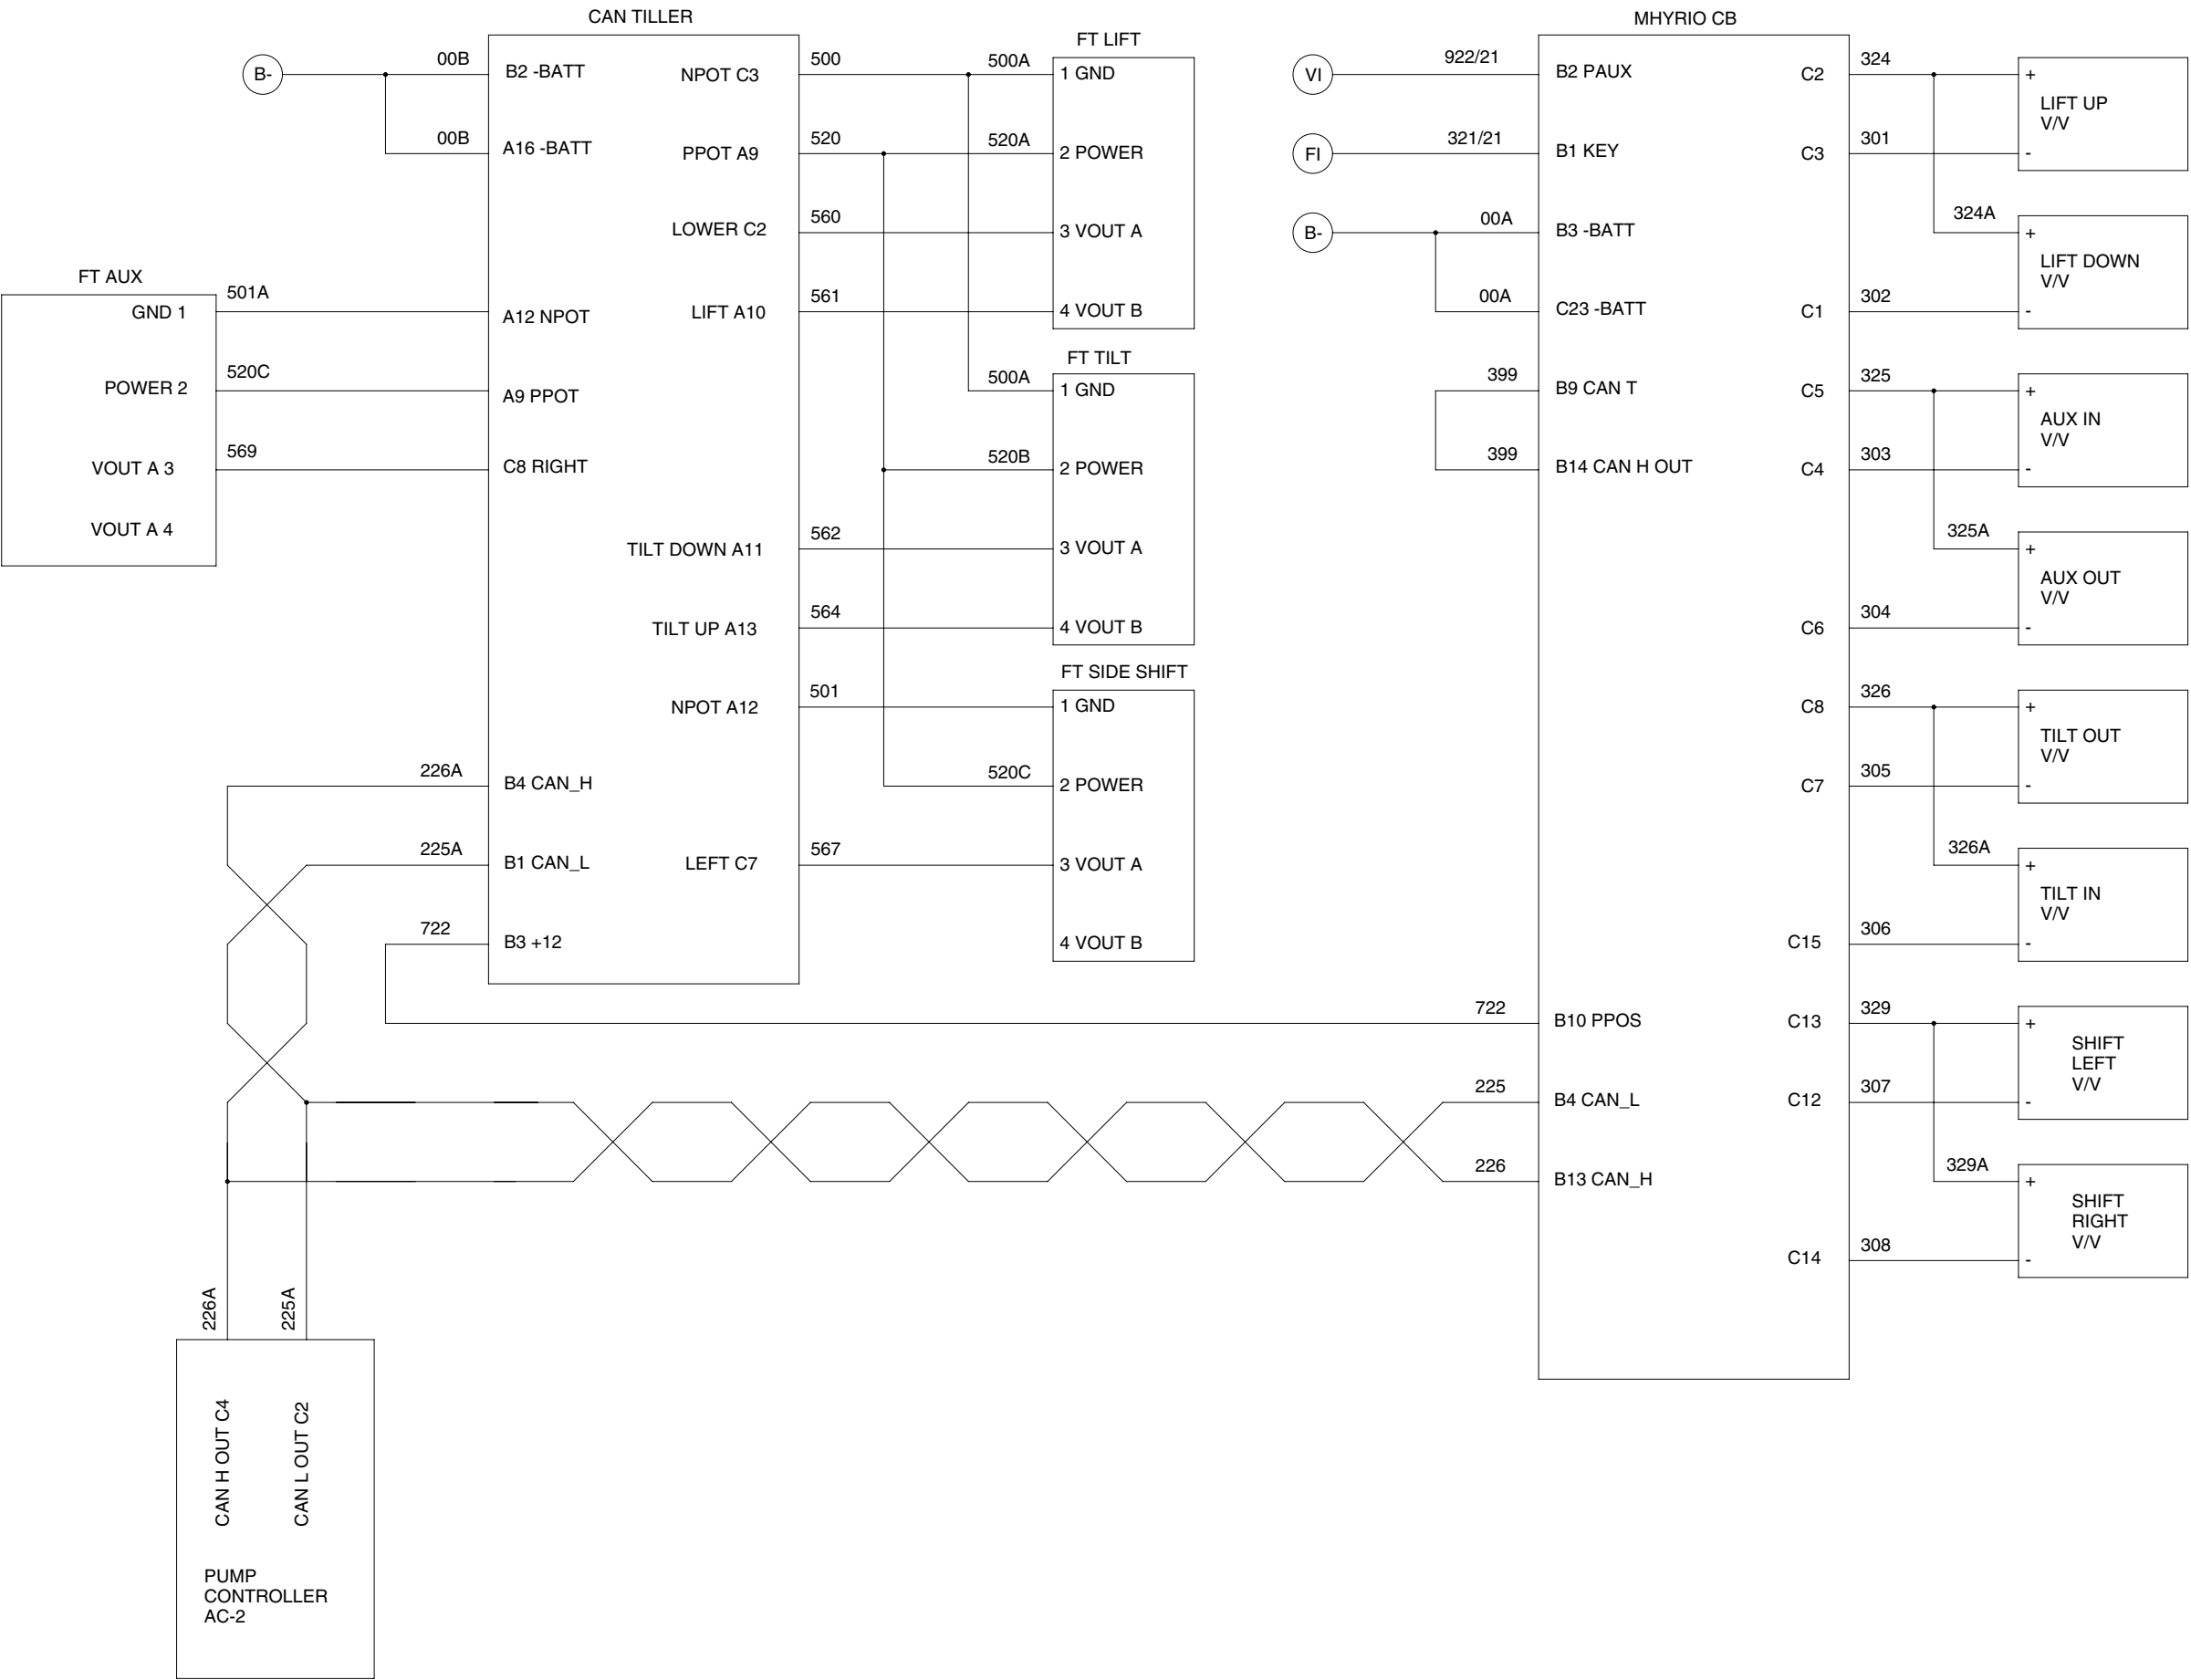 CAN TILLER
B-
00B
B2 -BATT
00B
A16 -BATT
A12 NPOT
A9 PPOT
C8 RIGHT
226A
B4 CAN_H
225A
B1 CAN_L
722
B3 +12
NPOT C3
500
PPOT A9
520
LOWER C2
560
LIFT A10
561
TILT DOWN A11
562
TILT UP A13
564
NPOT A12
501
LEFT C7
567
FT AUX
GND 1
501A
POWER 2
520C
VOUT A 3
569
VOUT A 4
FT LIFT
500A
1 GND
520A
2 POWER
3 VOUT A
4 VOUT B
FT TILT
500A
1 GND
520B
2 POWER
3 VOUT A
4 VOUT B
FT SIDE SHIFT
1 GND
520C
2 POWER
3 VOUT A
4 VOUT B
MHYRIO CB
VI
922/21
B2 PAUX
FI
321/21
B1 KEY
B-
00A
B3 -BATT
00A
C23 -BATT
399
B9 CAN T
399
B14 CAN H OUT
722
B10 PPOS
225
B4 CAN_L
226
B13 CAN_H
C2
324
C3
301
C1
302
C5
325
C4
303
C6
304
C8
326
C7
305
C15
306
C13
329
C12
307
C14
308
+
LIFT UP
V/V
-
324A
+
LIFT DOWN
V/V
-
+
AUX IN
V/V
-
325A
+
AUX OUT
V/V
-
+
TILT OUT
V/V
-
326A
+
TILT IN
V/V
-
+
SHIFT
LEFT
V/V
-
329A
+
SHIFT
RIGHT
V/V
-
226A
225A
CAN H OUT C4
CAN L OUT C2
PUMP
CONTROLLER
AC-2